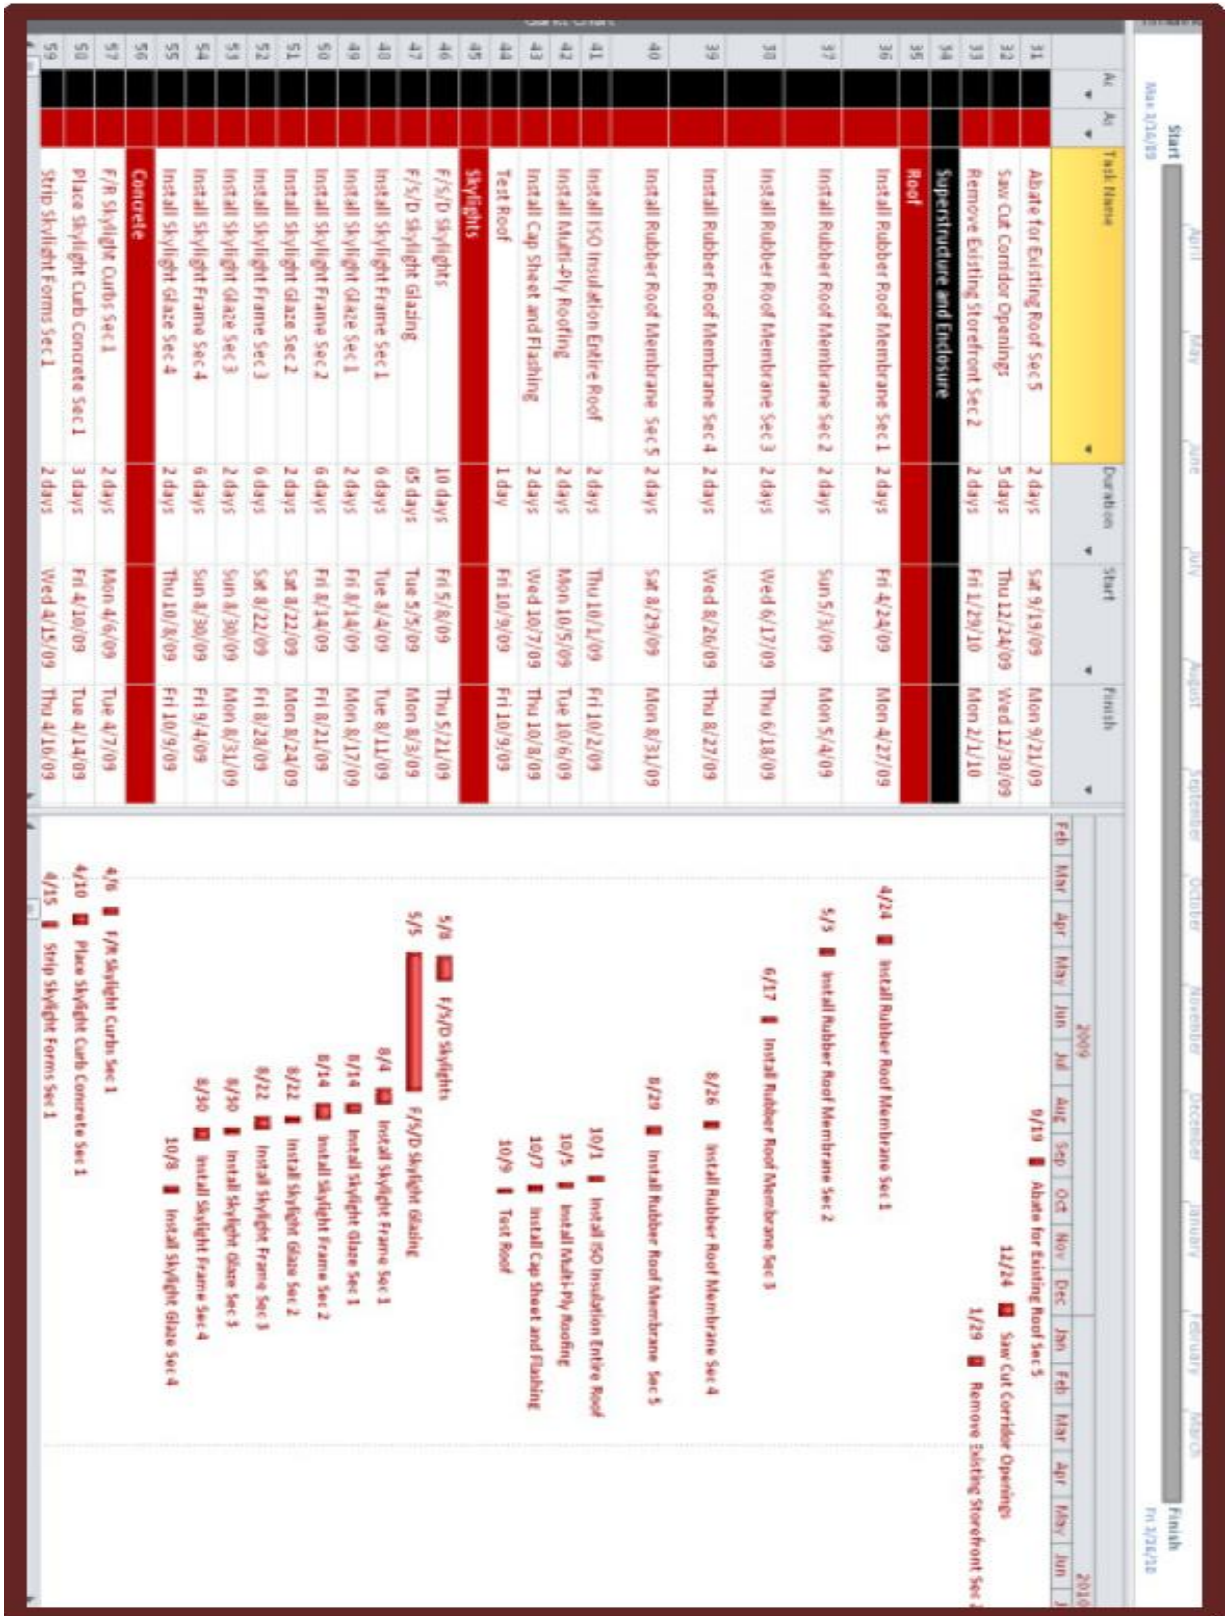 April May June July August September October November December January February March
Start Finish
Mon 3/16/09 Fri 3/26/10
Gantt Chart
Task Name Duration Start Finish
2009 2010
Feb Mar Apr May Jun Jul Aug Sep Oct Nov Dec Jan Feb Mar Apr May Jun J
31 Abate for Existing Roof Sec 5 2 days Sat 9/19/09 Mon 9/21/09 9/19 Abate for Existing Roof Sec 5
32 Saw Cut Corridor Openings 5 days Thu 12/24/09 Wed 12/30/09 12/24 Saw Cut Corridor Openings
33 Remove Existing Storefront Sec 2 2 days Fri 1/29/10 Mon 2/1/10 1/29 Remove Existing Storefront Sec
34 Superstructure and Enclosure
35 Roof
36 Install Rubber Roof Membrane Sec 1 2 days Fri 4/24/09 Mon 4/27/09 4/24 Install Rubber Roof Membrane Sec 1
37 Install Rubber Roof Membrane Sec 2 2 days Sun 5/3/09 Mon 5/4/09 5/3 Install Rubber Roof Membrane Sec 2
38 Install Rubber Roof Membrane Sec 3 2 days Wed 6/17/09 Thu 6/18/09 6/17 Install Rubber Roof Membrane Sec 3
39 Install Rubber Roof Membrane Sec 4 2 days Wed 8/26/09 Thu 8/27/09 8/26 Install Rubber Roof Membrane Sec 4
40 Install Rubber Roof Membrane Sec 5 2 days Sat 8/29/09 Mon 8/31/09 8/29 Install Rubber Roof Membrane Sec 5
41 Install ISO Insulation Entire Roof 2 days Thu 10/1/09 Fri 10/2/09 10/1 Install ISO Insulation Entire Roof
42 Install Multi-Ply Roofing 2 days Mon 10/5/09 Tue 10/6/09 10/5 Install Multi-Ply Roofing
43 Install Cap Sheet and Flashing 2 days Wed 10/7/09 Thu 10/8/09 10/7 Install Cap Sheet and Flashing
44 Test Roof 1 day Fri 10/9/09 Fri 10/9/09 10/9 Test Roof
45 Skylights
46 F/S/D Skylights 10 days Fri 5/8/09 Thu 5/21/09 5/8 F/S/D Skylights
47 F/S/D Skylight Glazing 65 days Tue 5/5/09 Mon 8/3/09 5/5 F/S/D Skylight Glazing
48 Install Skylight Frame Sec 1 6 days Tue 8/4/09 Tue 8/11/09 8/4 Install Skylight Frame Sec 1
49 Install Skylight Glaze Sec 1 2 days Fri 8/14/09 Mon 8/17/09 8/14 Install Skylight Glaze Sec 1
50 Install Skylight Frame Sec 2 6 days Fri 8/14/09 Fri 8/21/09 8/14 Install Skylight Frame Sec 2
51 Install Skylight Glaze Sec 2 2 days Sat 8/22/09 Mon 8/24/09 8/22 Install Skylight Glaze Sec 2
52 Install Skylight Frame Sec 3 6 days Sat 8/22/09 Fri 8/28/09 8/22 Install Skylight Frame Sec 3
53 Install Skylight Glaze Sec 3 2 days Sun 8/30/09 Mon 8/31/09 8/30 Install Skylight Glaze Sec 3
54 Install Skylight Frame Sec 4 6 days Sun 8/30/09 Fri 9/4/09 8/30 Install Skylight Frame Sec 4
55 Install Skylight Glaze Sec 4 2 days Thu 10/8/09 Fri 10/9/09 10/8 Install Skylight Glaze Sec 4
56 Concrete
57 F/R Skylight Curbs Sec 1 2 days Mon 4/6/09 Tue 4/7/09 4/6 F/R Skylight Curbs Sec 1
58 Place Skylight Curb Concrete Sec 1 3 days Fri 4/10/09 Tue 4/14/09 4/10 Place Skylight Curb Concrete Sec 1
59 Strip Skylight Forms Sec 1 2 days Wed 4/15/09 Thu 4/16/09 4/15 Strip Skylight Forms Sec 1